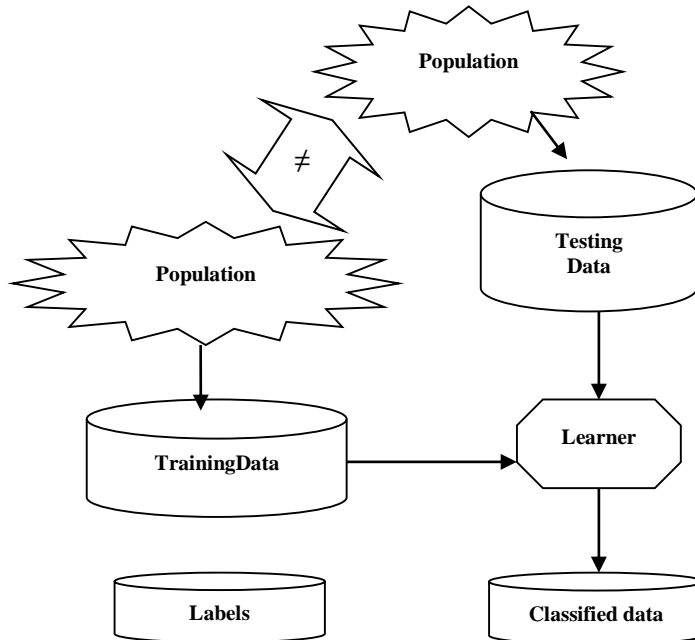 Population
≠
Population
Testing
Data
TrainingData
Learner
Labels
Classified data